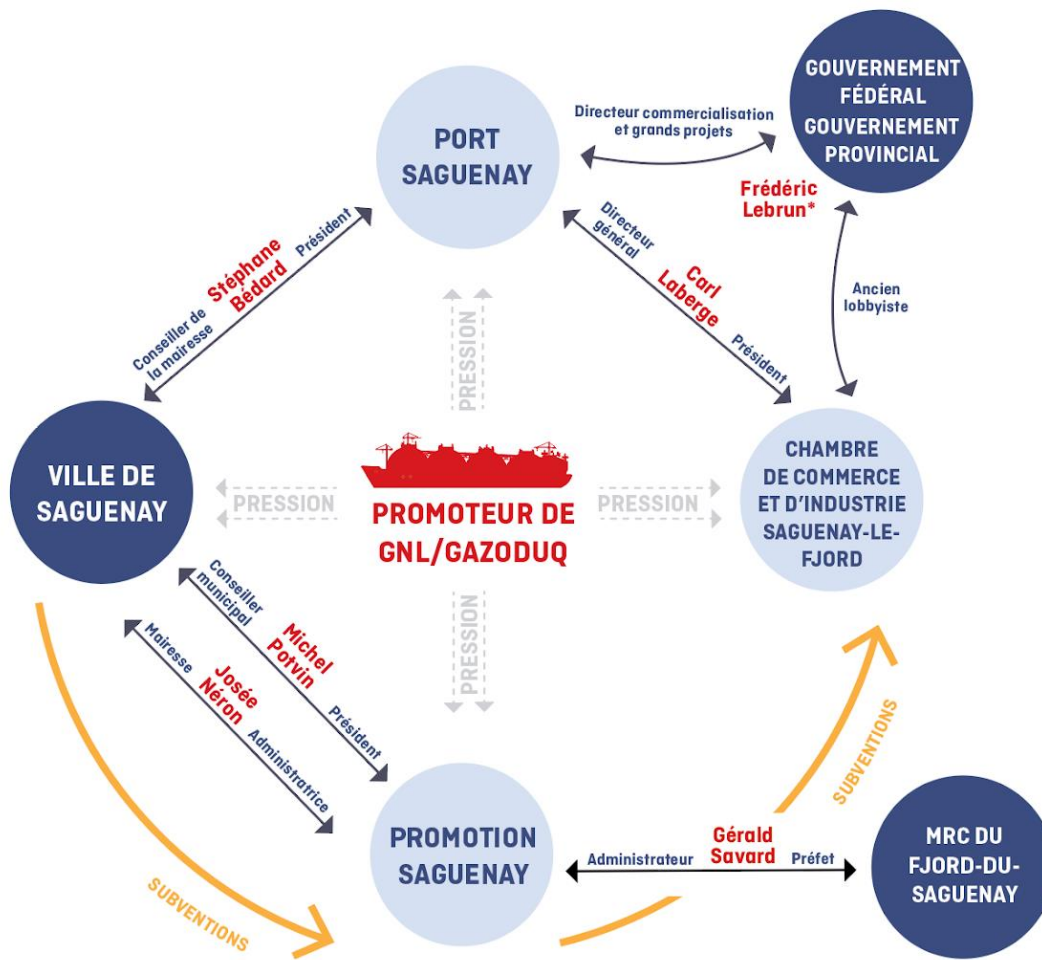 GOUVERNEMENT
FÉDÉRAL
GOUVERNEMENT
PROVINCIAL
PORT
SAGUENAY
Directeur commercialisation
et grands projets
Frédéric
Lebrun*
Ancien
lobbyiste
Directeur
général
Carl
Laberge
Président
Conseiller de
la mairesse
Stéphane
Bédard
Président
PRESSION
VILLE DE
SAGUENAY
PRESSION
PROMOTEUR DE
GNL/GAZODUQ
PRESSION
CHAMBRE
DE COMMERCE
ET D'INDUSTRIE
SAGUENAY-LE-
FJORD
PRESSION
Conseiller
municipal
Michel
Potvin
Président
Mairesse
Josée
Néron
Administratrice
SUBVENTIONS
PROMOTION
SAGUENAY
SUBVENTIONS
Administrateur
Gérald
Savard
Préfet
MRC DU
FJORD-DU-
SAGUENAY